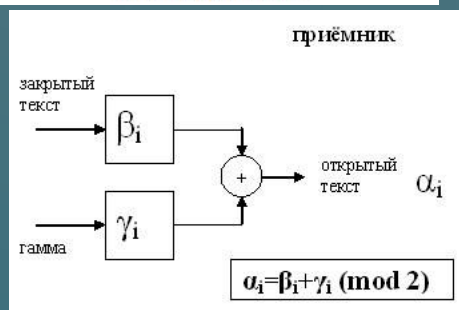 приёмник
закрытый
текст
βi
+
открытый
текст
αi
γi
гамма
αi=βi+γi (mod 2)